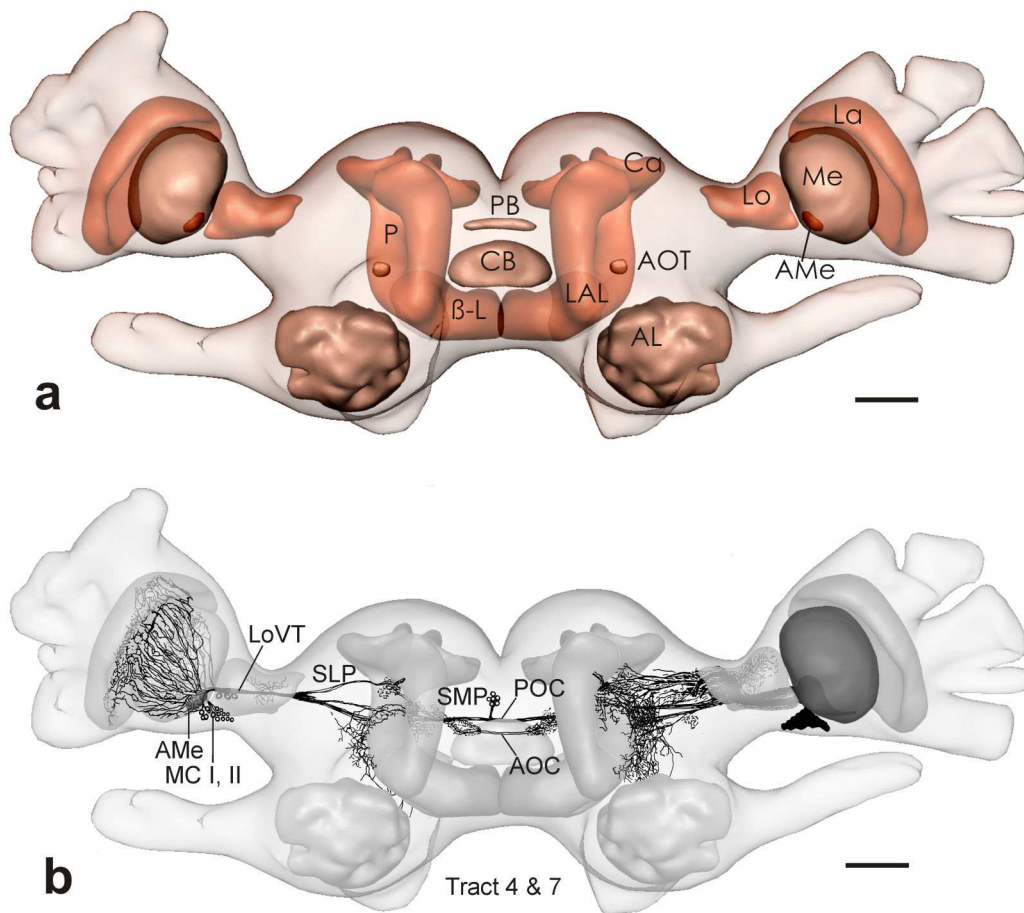 La
Ca
Me
Lo
PB
P
CB
AOT
AMe
ß-L
LAL
AL
a
LoVT
SLP
SMP
POC
AMe
AOC
MC I, II
b
Tract 4 & 7